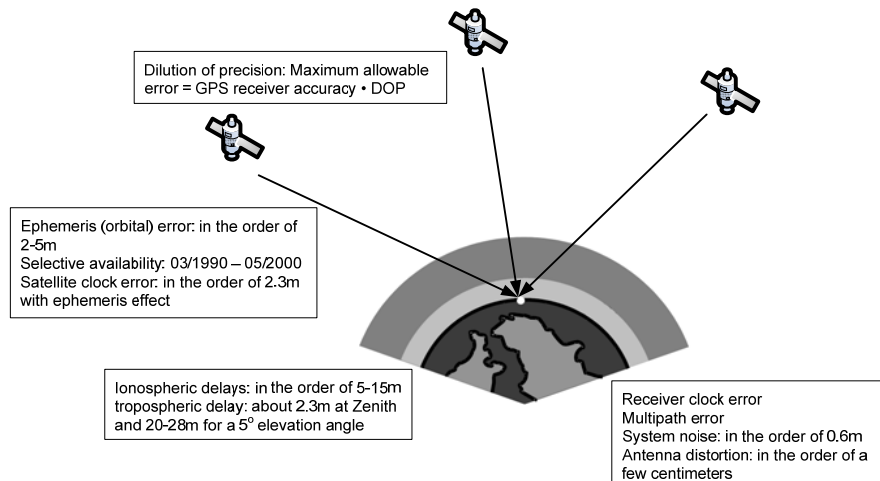 Dilution of precision: Maximum allowable
error = GPS receiver accuracy • DOP
Ephemeris (orbital) error: in the order of
2-5m
Selective availability: 03/1990 – 05/2000
Satellite clock error: in the order of 2.3m
with ephemeris effect
Ionospheric delays: in the order of 5-15m
tropospheric delay: about 2.3m at Zenith
and 20-28m for a 5° elevation angle
Receiver clock error
Multipath error
System noise: in the order of 0.6m
Antenna distortion: in the order of a
few centimeters